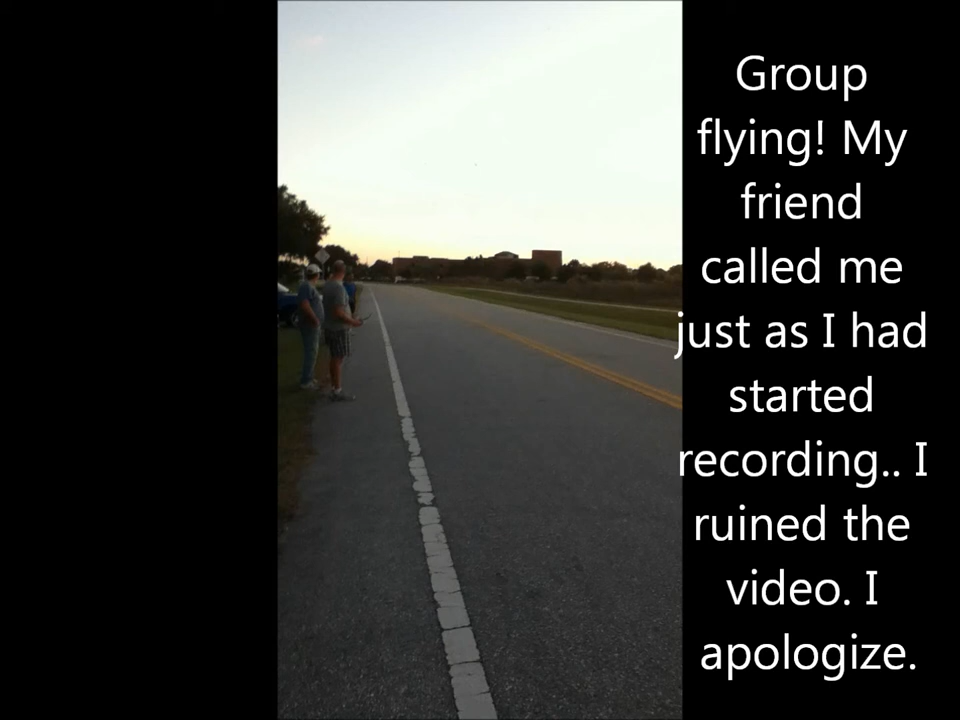 Group
flying! My
friend
called me
just as I had
started
recording.. I
ruined the
video. I
apologize.